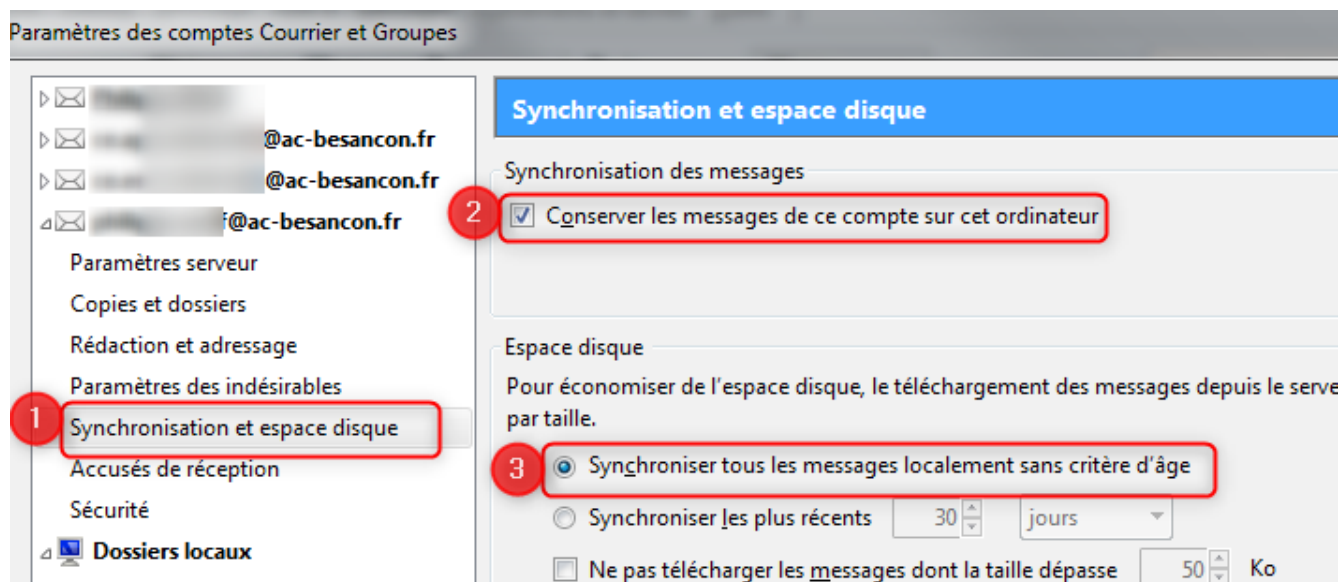 Paramètres des comptes Courrier et Groupes
@ac-besancon.fr
@ac-besancon.fr
f@ac-besancon.fr
Paramètres serveur
Copies et dossiers
Rédaction et adressage
Paramètres des indésirables
1 Synchronisation et espace disque
Accusés de réception
Sécurité
Dossiers locaux
Synchronisation et espace disque
Synchronisation des messages
2 Conserver les messages de ce compte sur cet ordinateur
Espace disque
Pour économiser de l'espace disque, le téléchargement des messages depuis le serve
par taille.
3 Synchroniser tous les messages localement sans critère d'âge
Synchroniser les plus récents 30 jours
Ne pas télécharger les messages dont la taille dépasse 50 Ko